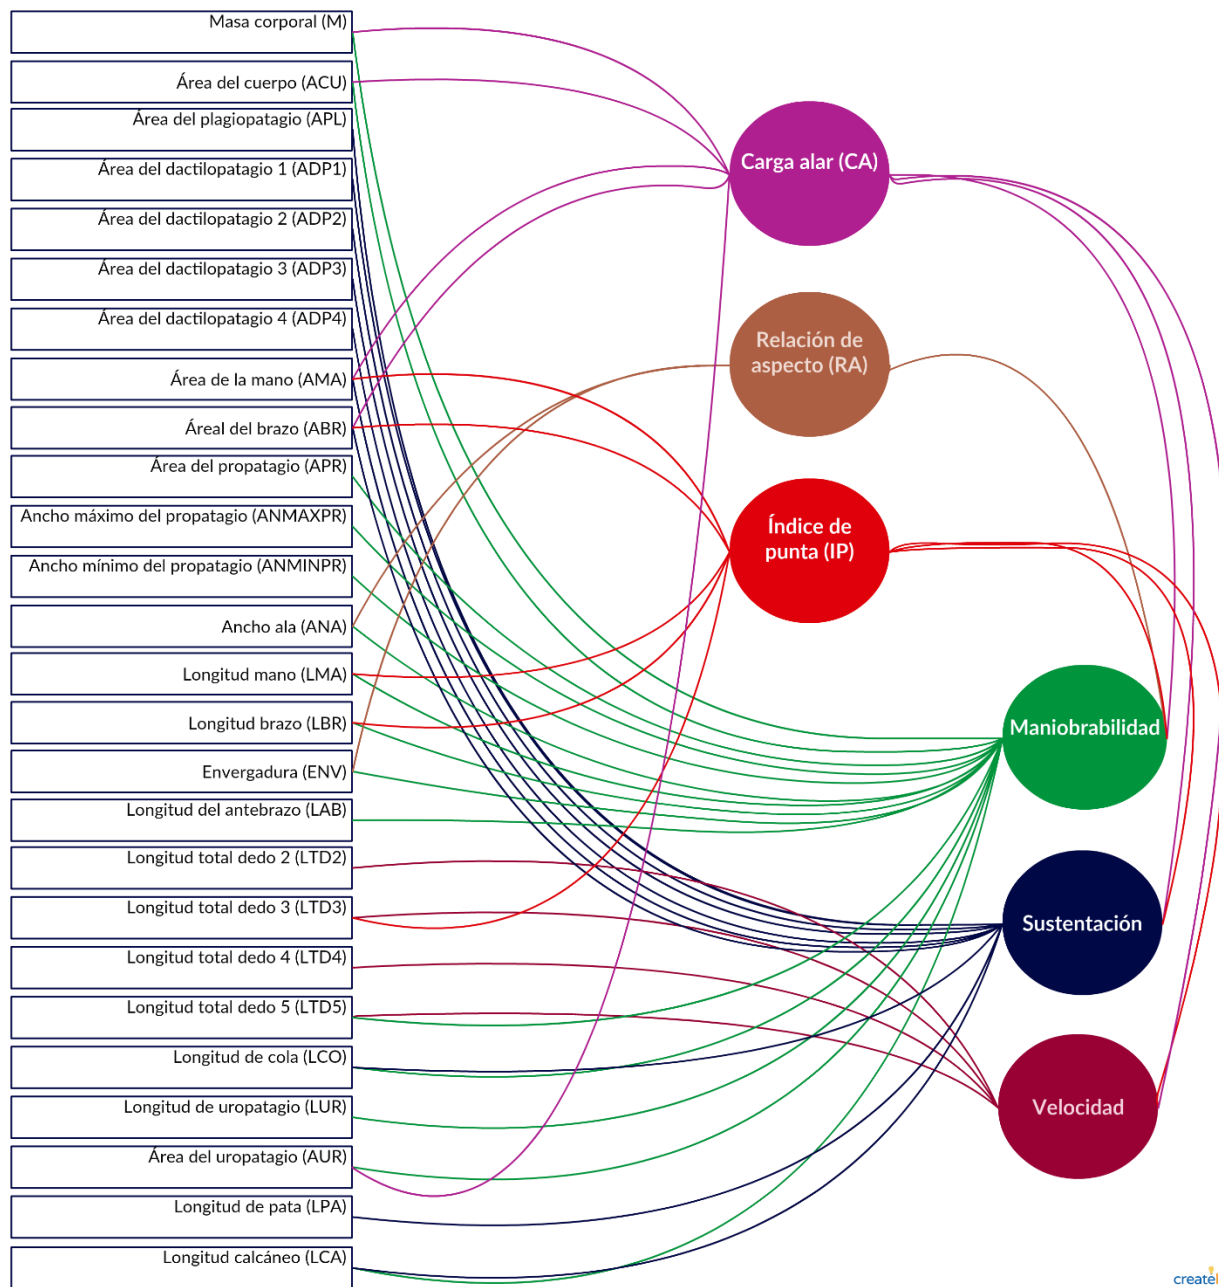 Masa corporal (M)
Área del cuerpo (ACU)
Área del plagiopatagio (APL)
Área del dactilopatagio 1 (ADP1)
Área del dactilopatagio 2 (ADP2)
Área del dactilopatagio 3 (ADP3)
Área del dactilopatagio 4 (ADP4)
Área de la mano (AMA)
Áreal del brazo (ABR)
Área del propatagio (APR)
Ancho máximo del propatagio (ANMAXPR)
Ancho mínimo del propatagio (ANMINPR)
Ancho ala (ANA)
Longitud mano (LMA)
Longitud brazo (LBR)
Envergadura (ENV)
Longitud del antebrazo (LAB)
Longitud total dedo 2 (LTD2)
Longitud total dedo 3 (LTD3)
Longitud total dedo 4 (LTD4)
Longitud total dedo 5 (LTD5)
Longitud de cola (LCO)
Longitud de uropatagio (LUR)
Área del uropatagio (AUR)
Longitud de pata (LPA)
Longitud calcáneo (LCA)
Carga alar (CA)
Relación de
aspecto (RA)
Índice de
punta (IP)
Maniobrabilidad
Sustentación
Velocidad